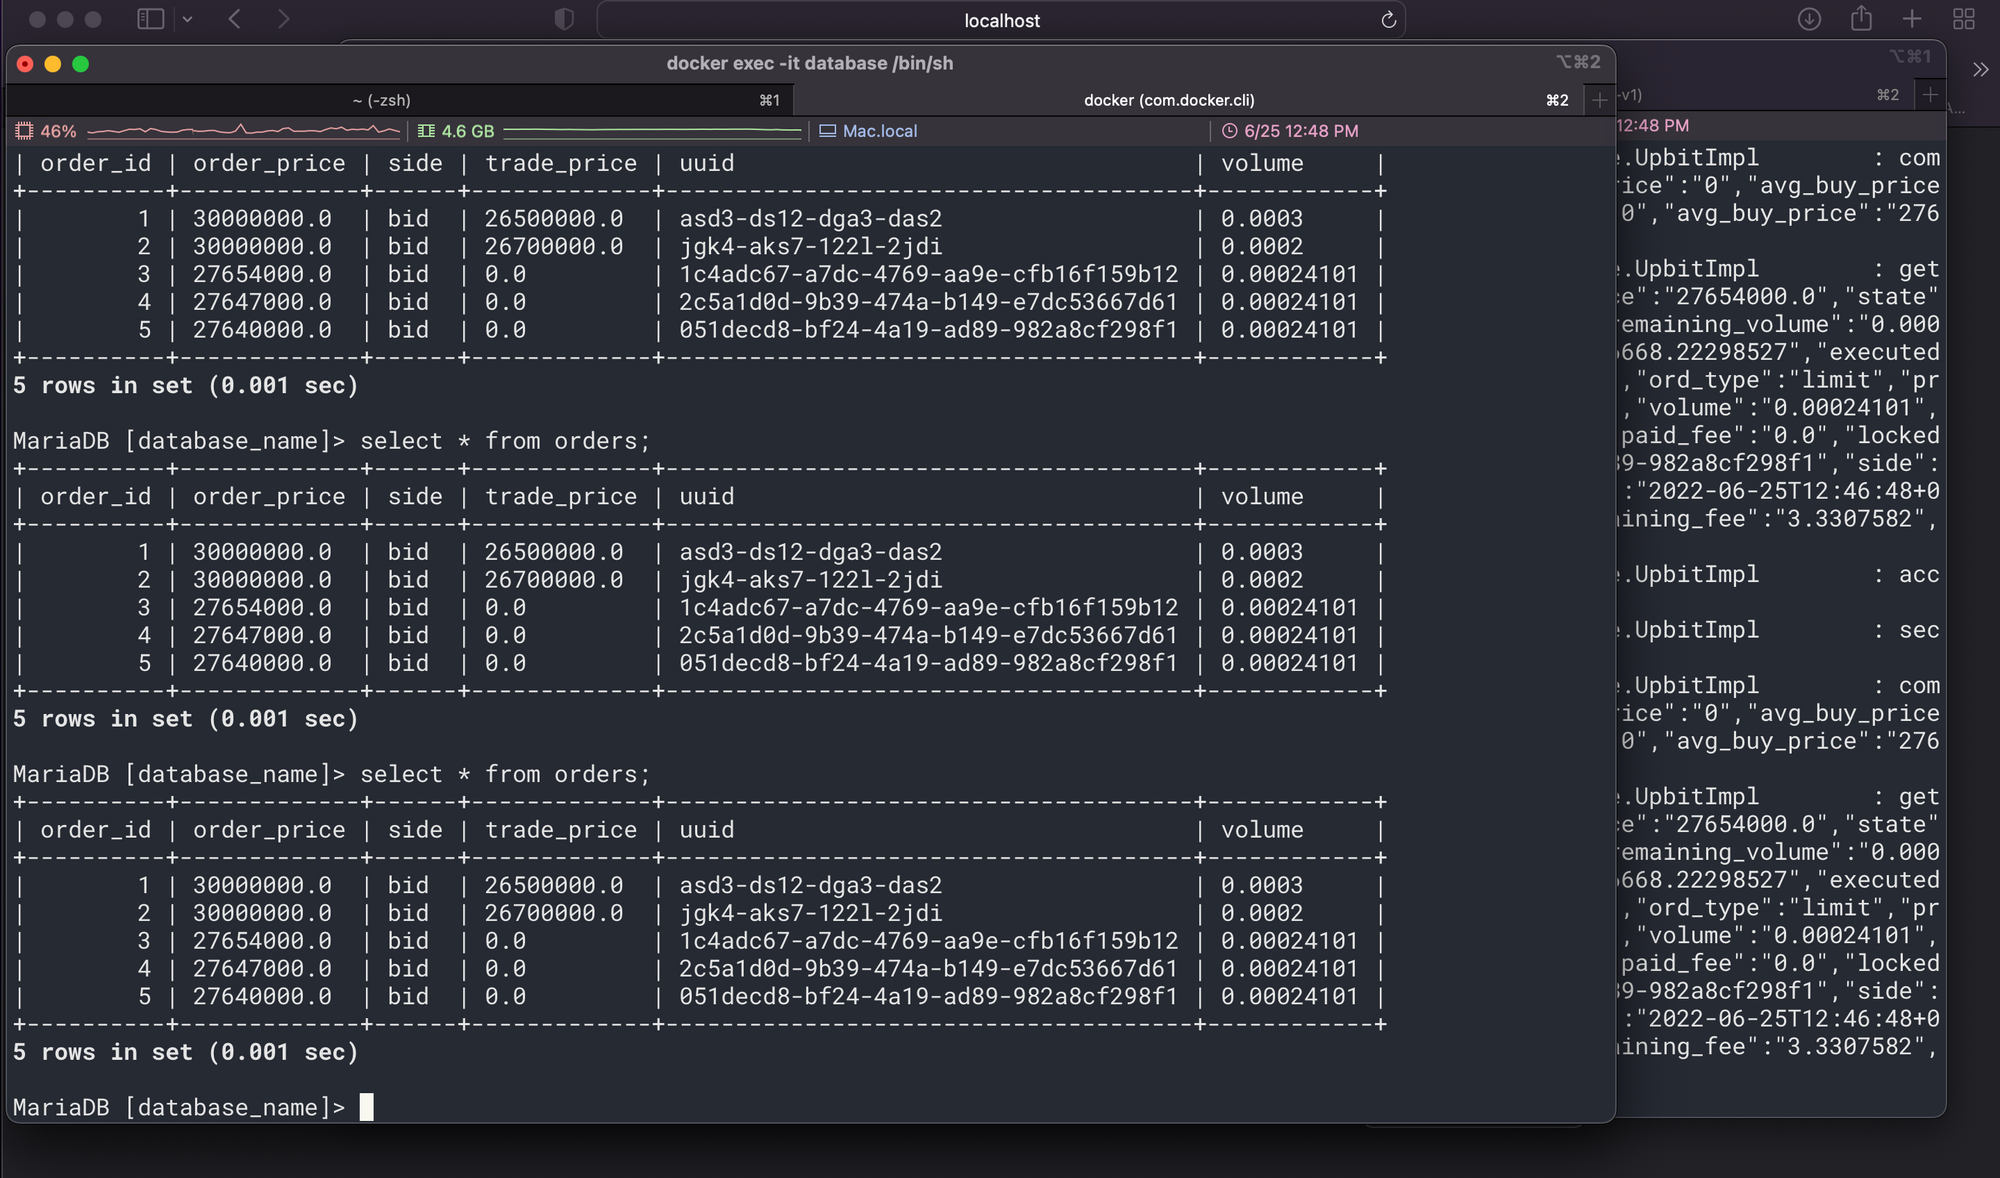 localhost
docker exec -it database /bin/sh ⌥⌘2
~ (-zsh) ⌘1 docker (com.docker.cli) ⌘2
46% 4.6 GB Mac.local 6/25 12:48 PM
| order_id | order_price | side | trade_price | uuid | volume |
+----------+-------------+------+-------------+--------------------------------------+------------+
| 1 | 30000000.0 | bid | 26500000.0 | asd3-ds12-dga3-das2 | 0.0003 |
| 2 | 30000000.0 | bid | 26700000.0 | jgk4-aks7-122l-2jdi | 0.0002 |
| 3 | 27654000.0 | bid | 0.0 | 1c4adc67-a7dc-4769-aa9e-cfb16f159b12 | 0.00024101 |
| 4 | 27647000.0 | bid | 0.0 | 2c5a1d0d-9b39-474a-b149-e7dc53667d61 | 0.00024101 |
| 5 | 27640000.0 | bid | 0.0 | 051decd8-bf24-4a19-ad89-982a8cf298f1 | 0.00024101 |
+----------+-------------+------+-------------+--------------------------------------+------------+
5 rows in set (0.001 sec)
MariaDB [database_name]> select * from orders;
+----------+-------------+------+-------------+--------------------------------------+------------+
| order_id | order_price | side | trade_price | uuid | volume |
+----------+-------------+------+-------------+--------------------------------------+------------+
| 1 | 30000000.0 | bid | 26500000.0 | asd3-ds12-dga3-das2 | 0.0003 |
| 2 | 30000000.0 | bid | 26700000.0 | jgk4-aks7-122l-2jdi | 0.0002 |
| 3 | 27654000.0 | bid | 0.0 | 1c4adc67-a7dc-4769-aa9e-cfb16f159b12 | 0.00024101 |
| 4 | 27647000.0 | bid | 0.0 | 2c5a1d0d-9b39-474a-b149-e7dc53667d61 | 0.00024101 |
| 5 | 27640000.0 | bid | 0.0 | 051decd8-bf24-4a19-ad89-982a8cf298f1 | 0.00024101 |
+----------+-------------+------+-------------+--------------------------------------+------------+
5 rows in set (0.001 sec)
MariaDB [database_name]> select * from orders;
+----------+-------------+------+-------------+--------------------------------------+------------+
| order_id | order_price | side | trade_price | uuid | volume |
+----------+-------------+------+-------------+--------------------------------------+------------+
| 1 | 30000000.0 | bid | 26500000.0 | asd3-ds12-dga3-das2 | 0.0003 |
| 2 | 30000000.0 | bid | 26700000.0 | jgk4-aks7-122l-2jdi | 0.0002 |
| 3 | 27654000.0 | bid | 0.0 | 1c4adc67-a7dc-4769-aa9e-cfb16f159b12 | 0.00024101 |
| 4 | 27647000.0 | bid | 0.0 | 2c5a1d0d-9b39-474a-b149-e7dc53667d61 | 0.00024101 |
| 5 | 27640000.0 | bid | 0.0 | 051decd8-bf24-4a19-ad89-982a8cf298f1 | 0.00024101 |
+----------+-------------+------+-------------+--------------------------------------+------------+
5 rows in set (0.001 sec)
MariaDB [database_name]>
⌥⌘1
-v1) ⌘2
12:48 PM
.UpbitImpl : com
ice":"0","avg_buy_price
0","avg_buy_price":"276
.UpbitImpl : get
e":"27654000.0","state"
emaining_volume":"0.000
668.22298527","executed
,"ord_type":"limit","pr
,"volume":"0.00024101",
paid_fee":"0.0","locked
9-982a8cf298f1","side":
:"2022-06-25T12:46:48+0
ining_fee":"3.3307582",
.UpbitImpl : acc
.UpbitImpl : sec
.UpbitImpl : com
ice":"0","avg_buy_price
0","avg_buy_price":"276
.UpbitImpl : get
e":"27654000.0","state"
emaining_volume":"0.000
668.22298527","executed
,"ord_type":"limit","pr
,"volume":"0.00024101",
paid_fee":"0.0","locked
9-982a8cf298f1","side":
:"2022-06-25T12:46:48+0
ining_fee":"3.3307582",